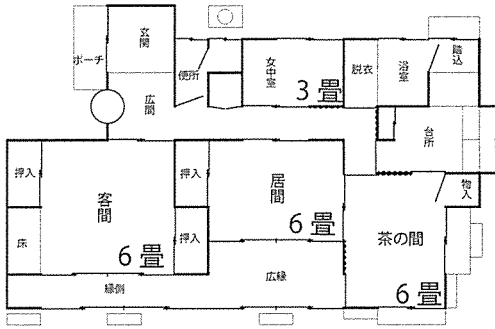 玄関
ポーチ
便所
女中室
3畳
脱衣
浴室
踏込
広間
台所
押入
客間
6畳
床
押入
押入
居間
6畳
物入
茶の間
6畳
縁側
広縁